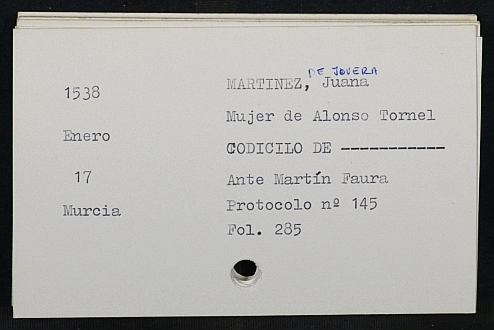 1538
Enero
17
Murcia
DE JOVERA
MARTINEZ, Juana
Mujer de Alonso Tornel
CODICILO DE -----------
Ante Martín Faura
Protocolo nº 145
Fol. 285